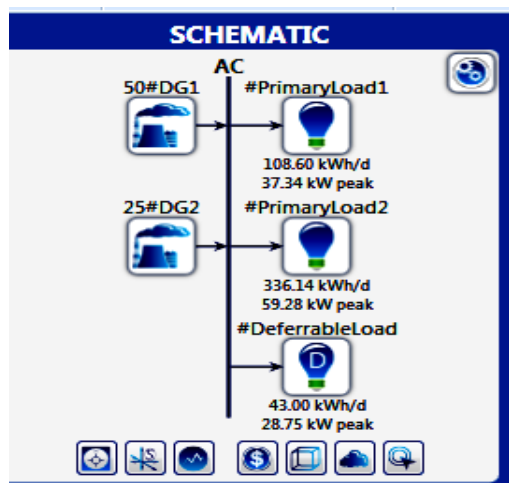 SCHEMATIC
AC
50#DG1
#PrimaryLoad1
108.60 kWh/d
37.34 kW peak
25#DG2
#PrimaryLoad2
336.14 kWh/d
59.28 kW peak
#DeferrableLoad
D
43.00 kWh/d
28.75 kW peak
$